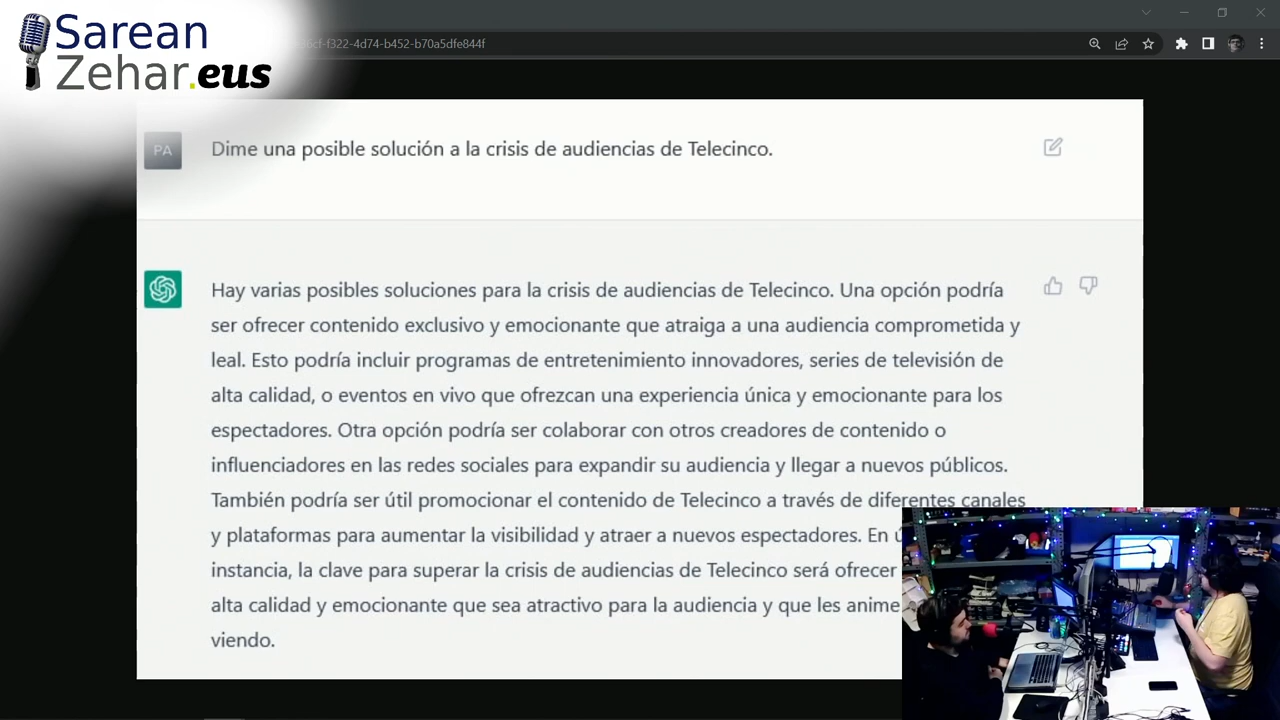 Sarean
Zehar.eus
cf-f322-4d74-b452-b70a5dfe844f
PA
Dime una posible solución a la crisis de audiencias de Telecinco.
Hay varias posibles soluciones para la crisis de audiencias de Telecinco. Una opción podría
ser ofrecer contenido exclusivo y emocionante que atraiga a una audiencia comprometida y
leal. Esto podría incluir programas de entretenimiento innovadores, series de televisión de
alta calidad, o eventos en vivo que ofrezcan una experiencia única y emocionante para los
espectadores. Otra opción podría ser colaborar con otros creadores de contenido o
influenciadores en las redes sociales para expandir su audiencia y llegar a nuevos públicos.
También podría ser útil promocionar el contenido de Telecinco a través de diferentes canales
y plataformas para aumentar la visibilidad y atraer a nuevos espectadores. En
instancia, la clave para superar la crisis de audiencias de Telecinco será ofrecer
alta calidad y emocionante que sea atractivo para la audiencia y que les anime
viendo.